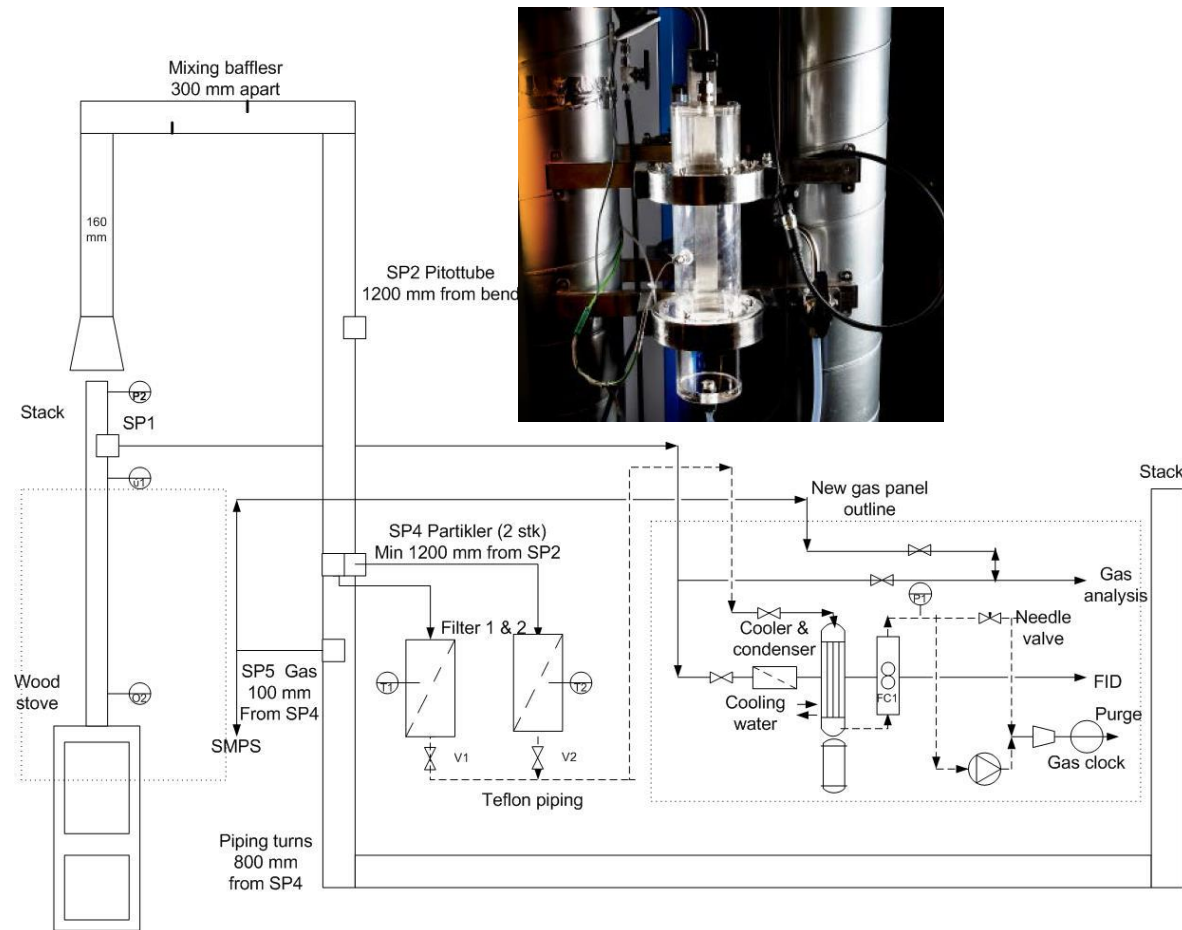 Mixing bafflesr
300 mm apart
160
mm
SP2 Pitottube
1200 mm from bend
P2
Stack
SP1
u1
Stack
New gas panel
outline
SP4 Partikler (2 stk)
Min 1200 mm from SP2
Gas
analysis
P1
Filter 1 & 2
Cooler &
condenser
Needle
valve
SP5 Gas
100 mm
From SP4
T1
T2
Wood
stove
O2
FC1
FID
Cooling
water
Purge
SMPS
V1
V2
Gas clock
Teflon piping
Piping turns
800 mm
from SP4